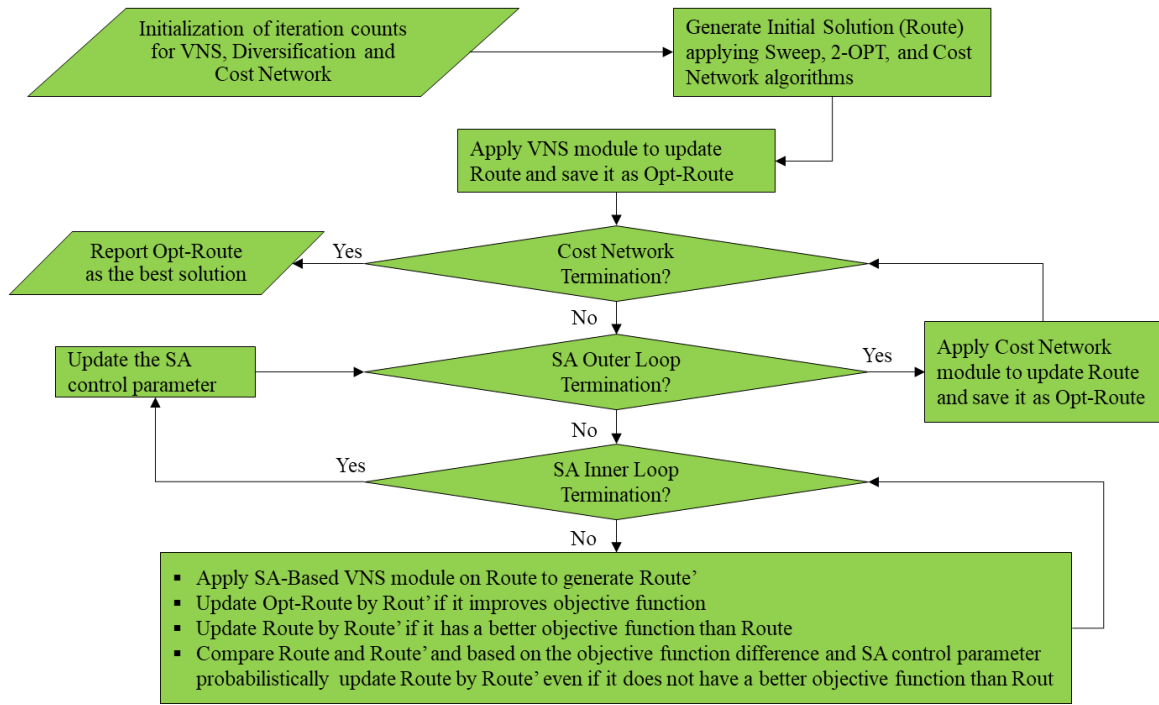 Initialization of iteration counts
for VNS, Diversification and
Cost Network
Generate Initial Solution (Route)
applying Sweep, 2-OPT, and Cost
Network algorithms
Apply VNS module to update
Route and save it as Opt-Route
Report Opt-Route
as the best solution
Yes
Cost Network
Termination?
No
Update the SA
control parameter
SA Outer Loop
Termination?
Yes
Apply Cost Network
module to update Route
and save it as Opt-Route
No
Yes
SA Inner Loop
Termination?
No
▪ Apply SA-Based VNS module on Route to generate Route’
▪ Update Opt-Route by Rout’ if it improves objective function
▪ Update Route by Route’ if it has a better objective function than Route
▪ Compare Route and Route’ and based on the objective function difference and SA control parameter
probabilistically update Route by Route’ even if it does not have a better objective function than Rout